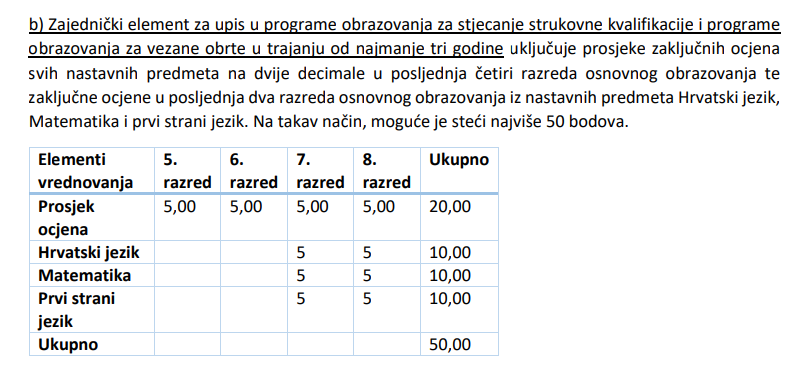 b) Zajednički element za upis u programe obrazovanja za stjecanje strukovne kvalifikacije i programe
obrazovanja za vezane obrte u trajanju od najmanje tri godine uključuje prosjeke zaključnih ocjena
svih nastavnih predmeta na dvije decimale u posljednja četiri razreda osnovnog obrazovanja te
zaključne ocjene u posljednja dva razreda osnovnog obrazovanja iz nastavnih predmeta Hrvatski jezik,
Matematika i prvi strani jezik. Na takav način, moguće je steći najviše 50 bodova.
Elementi 5. 6. 7. 8. Ukupno
vrednovanja razred razred razred razred
Prosjek 5,00 5,00 5,00 5,00 20,00
ocjena
Hrvatski jezik 5 5 10,00
Matematika 5 5 10,00
Prvi strani 5 5 10,00
jezik
Ukupno 50,00